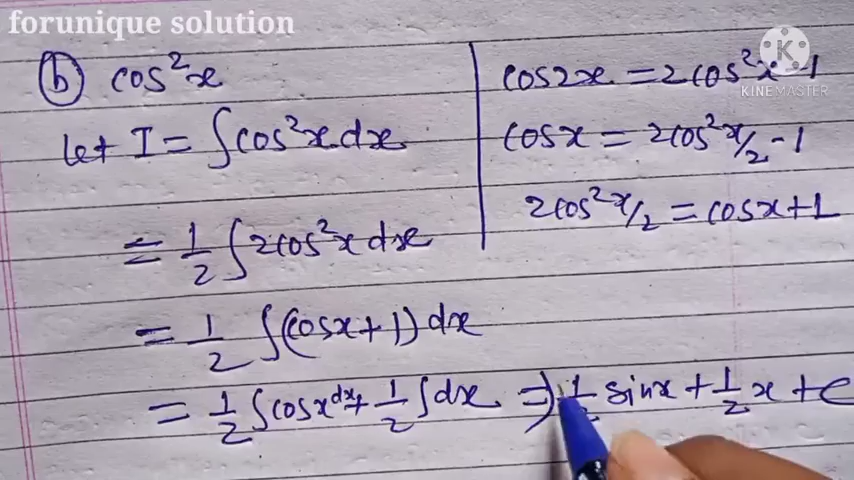 forunique solution
KINEMASTER
(b) cos²x
let I = ∫cos²x dx
= 1/2 ∫2cos²x dx
= 1/2 ∫(cosx+1) dx
= 1/2 ∫cosx dx + 1/2 ∫dx ⇒ 1/2 sinx + 1/2 x + c
cos2x = 2cos²x - 1
cosx = 2cos²x/2 - 1
2cos²x/2 = cosx+1